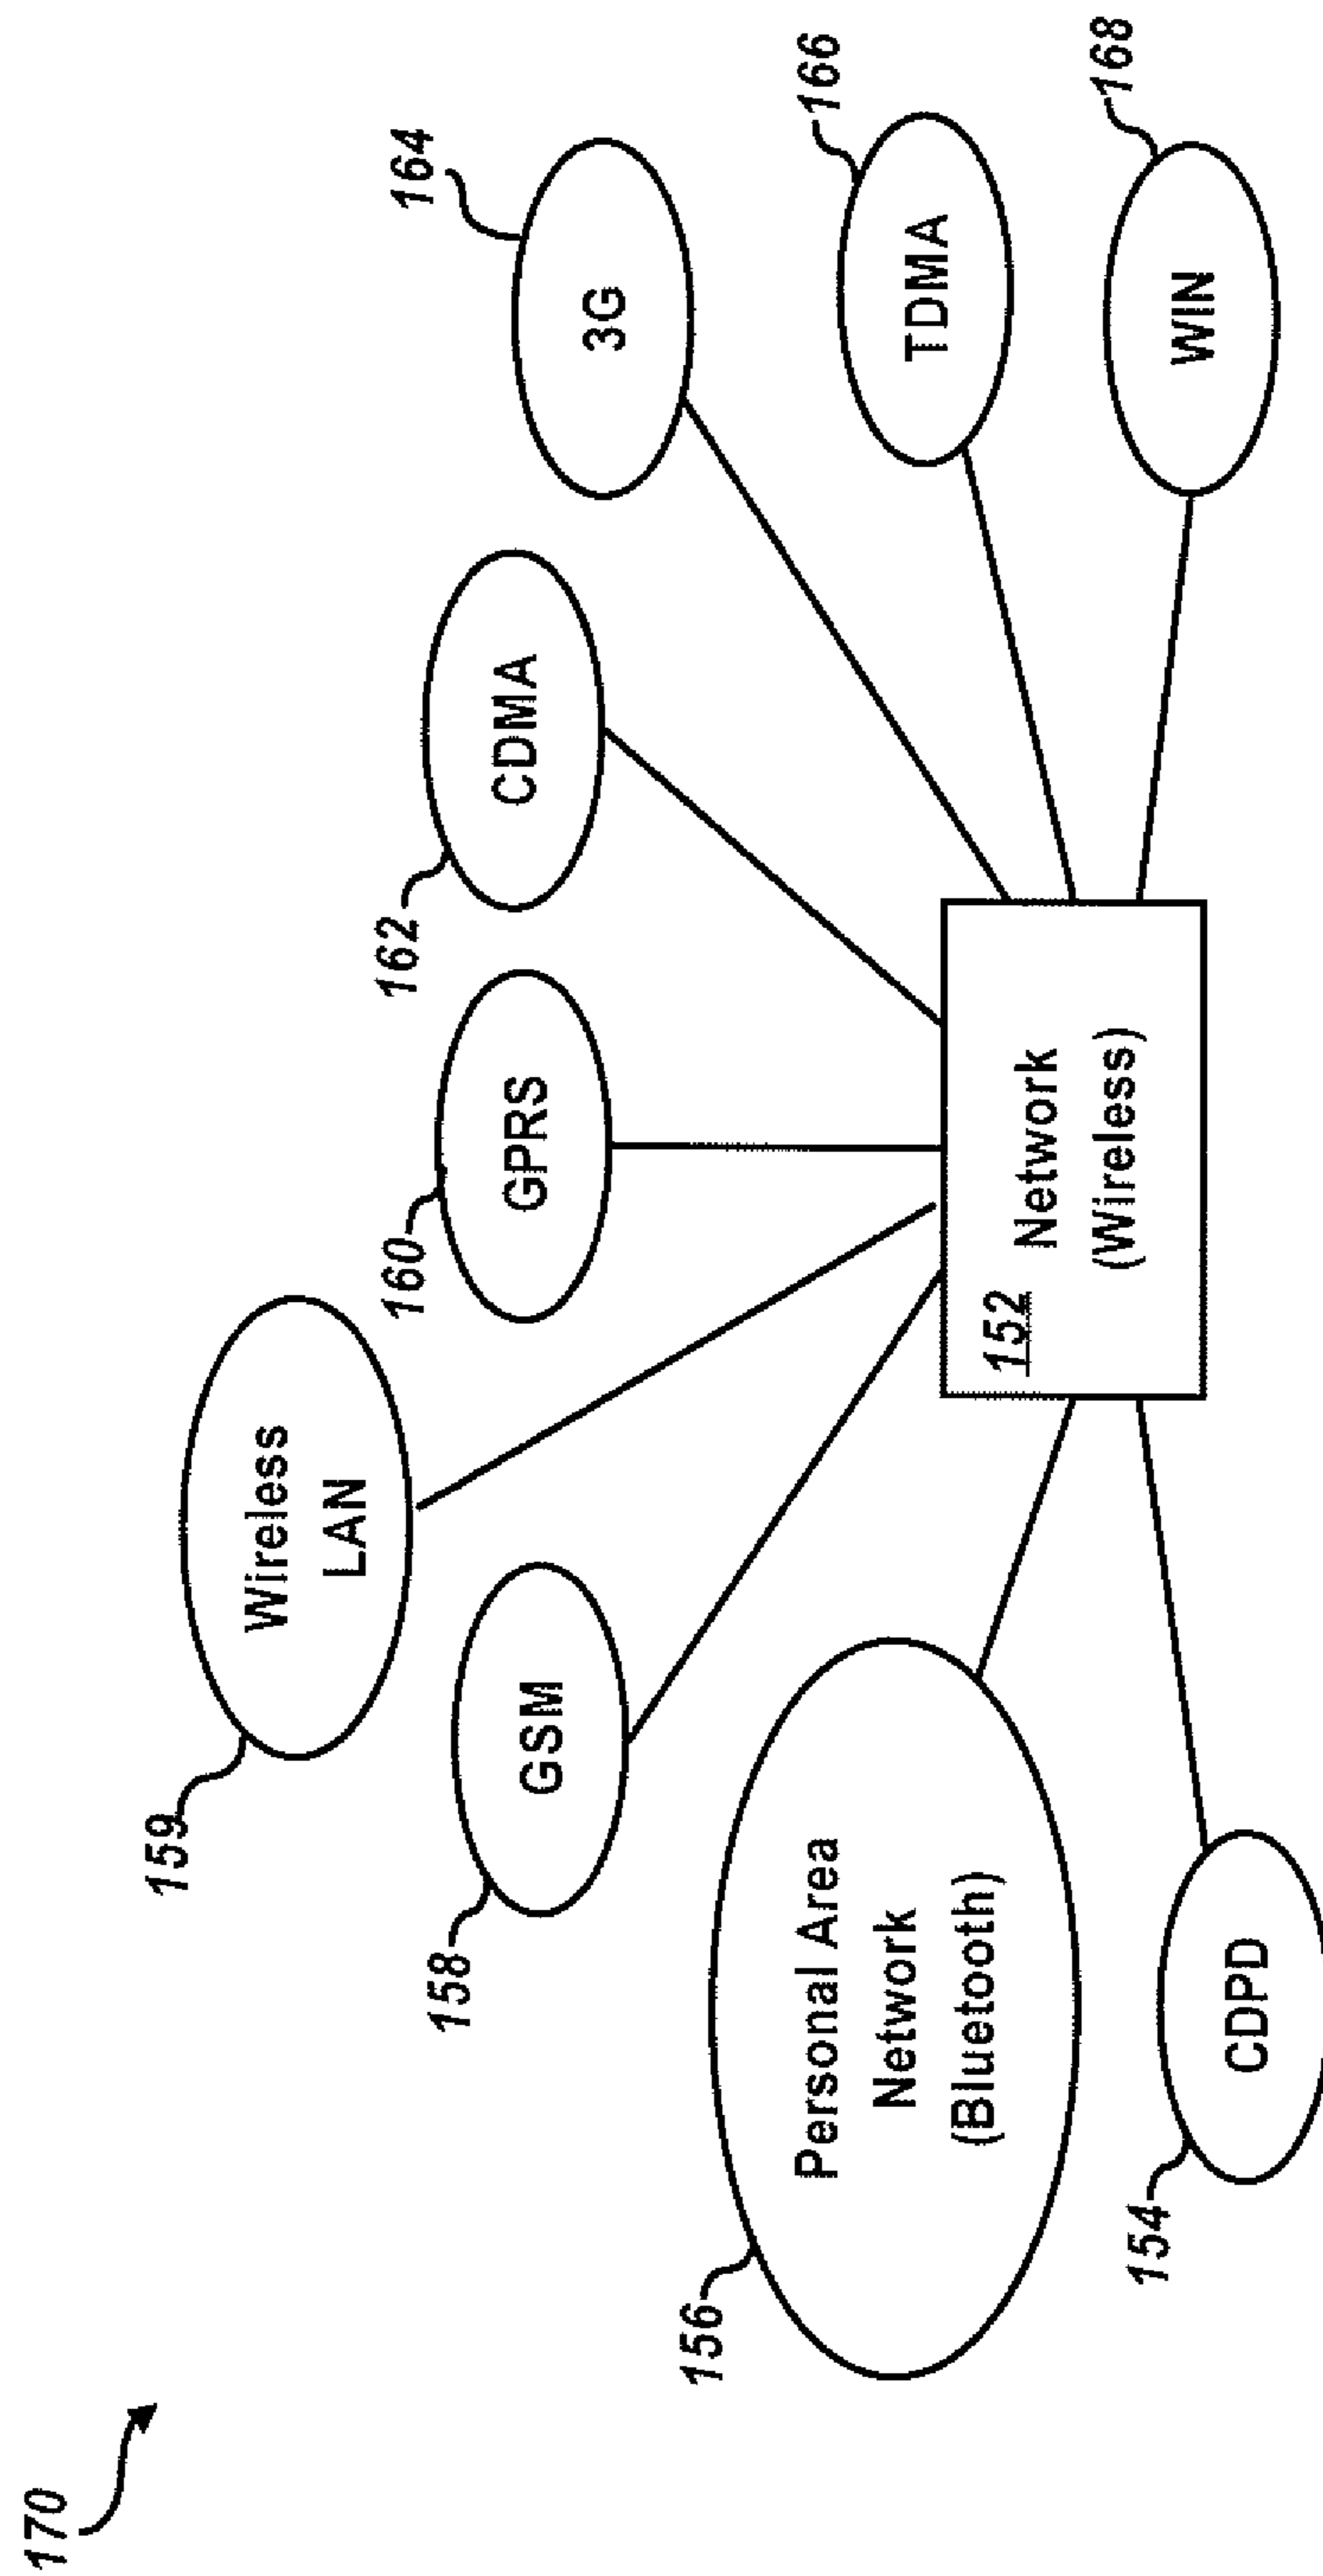 170
159
Wireless
LAN
160
GPRS
162
CDMA
164
3G
158
GSM
166
TDMA
156
Personal Area
Network
(Bluetooth)
152
Network
(Wireless)
168
WIN
154
CDPD